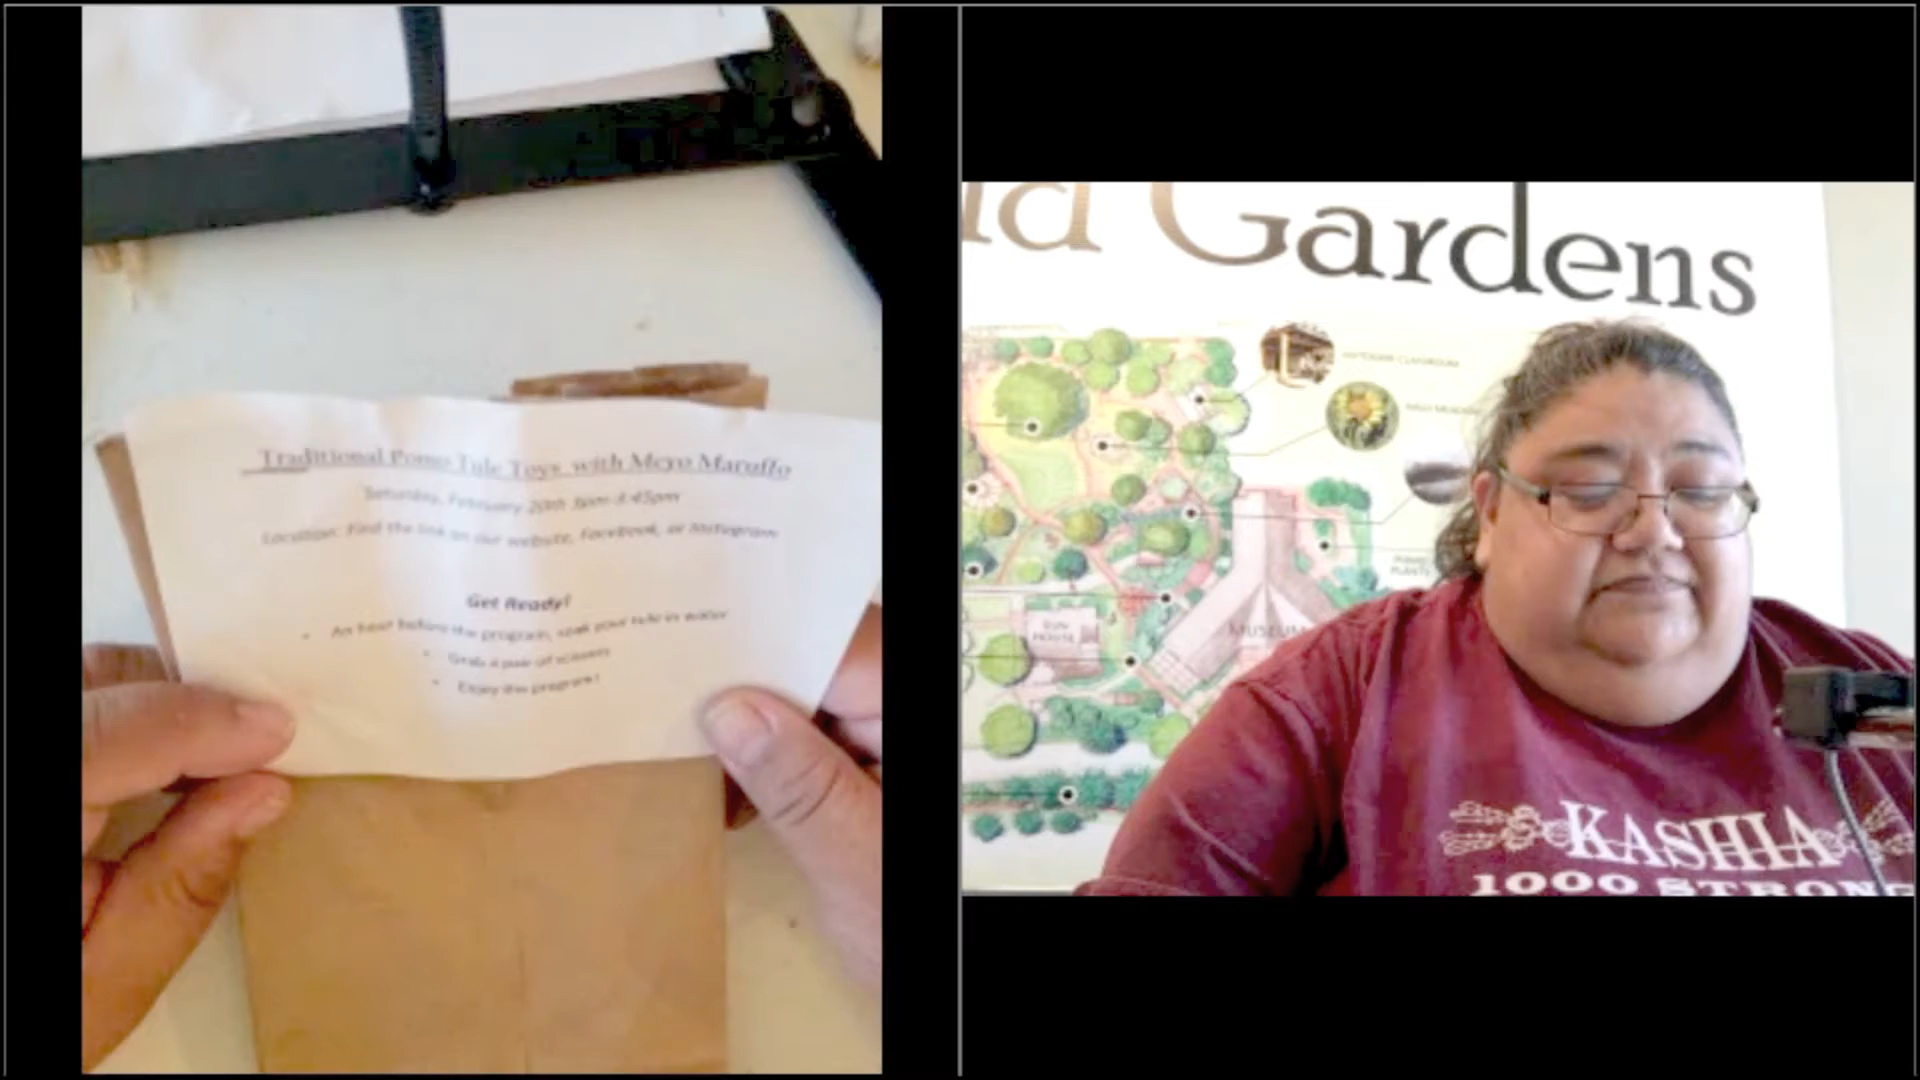 Traditional Pomo Tule Toys with Meyo Maruffo
Saturday, February 20th 3pm-3:45pm
Location: Find the link on our website, Facebook, or Instagram
Get Ready!
• An hour before the program, soak your tule in water
• Grab a pair of scissors
• Enjoy the program!
Gardens
MUSEUM
KASHIA
1000 STRONG